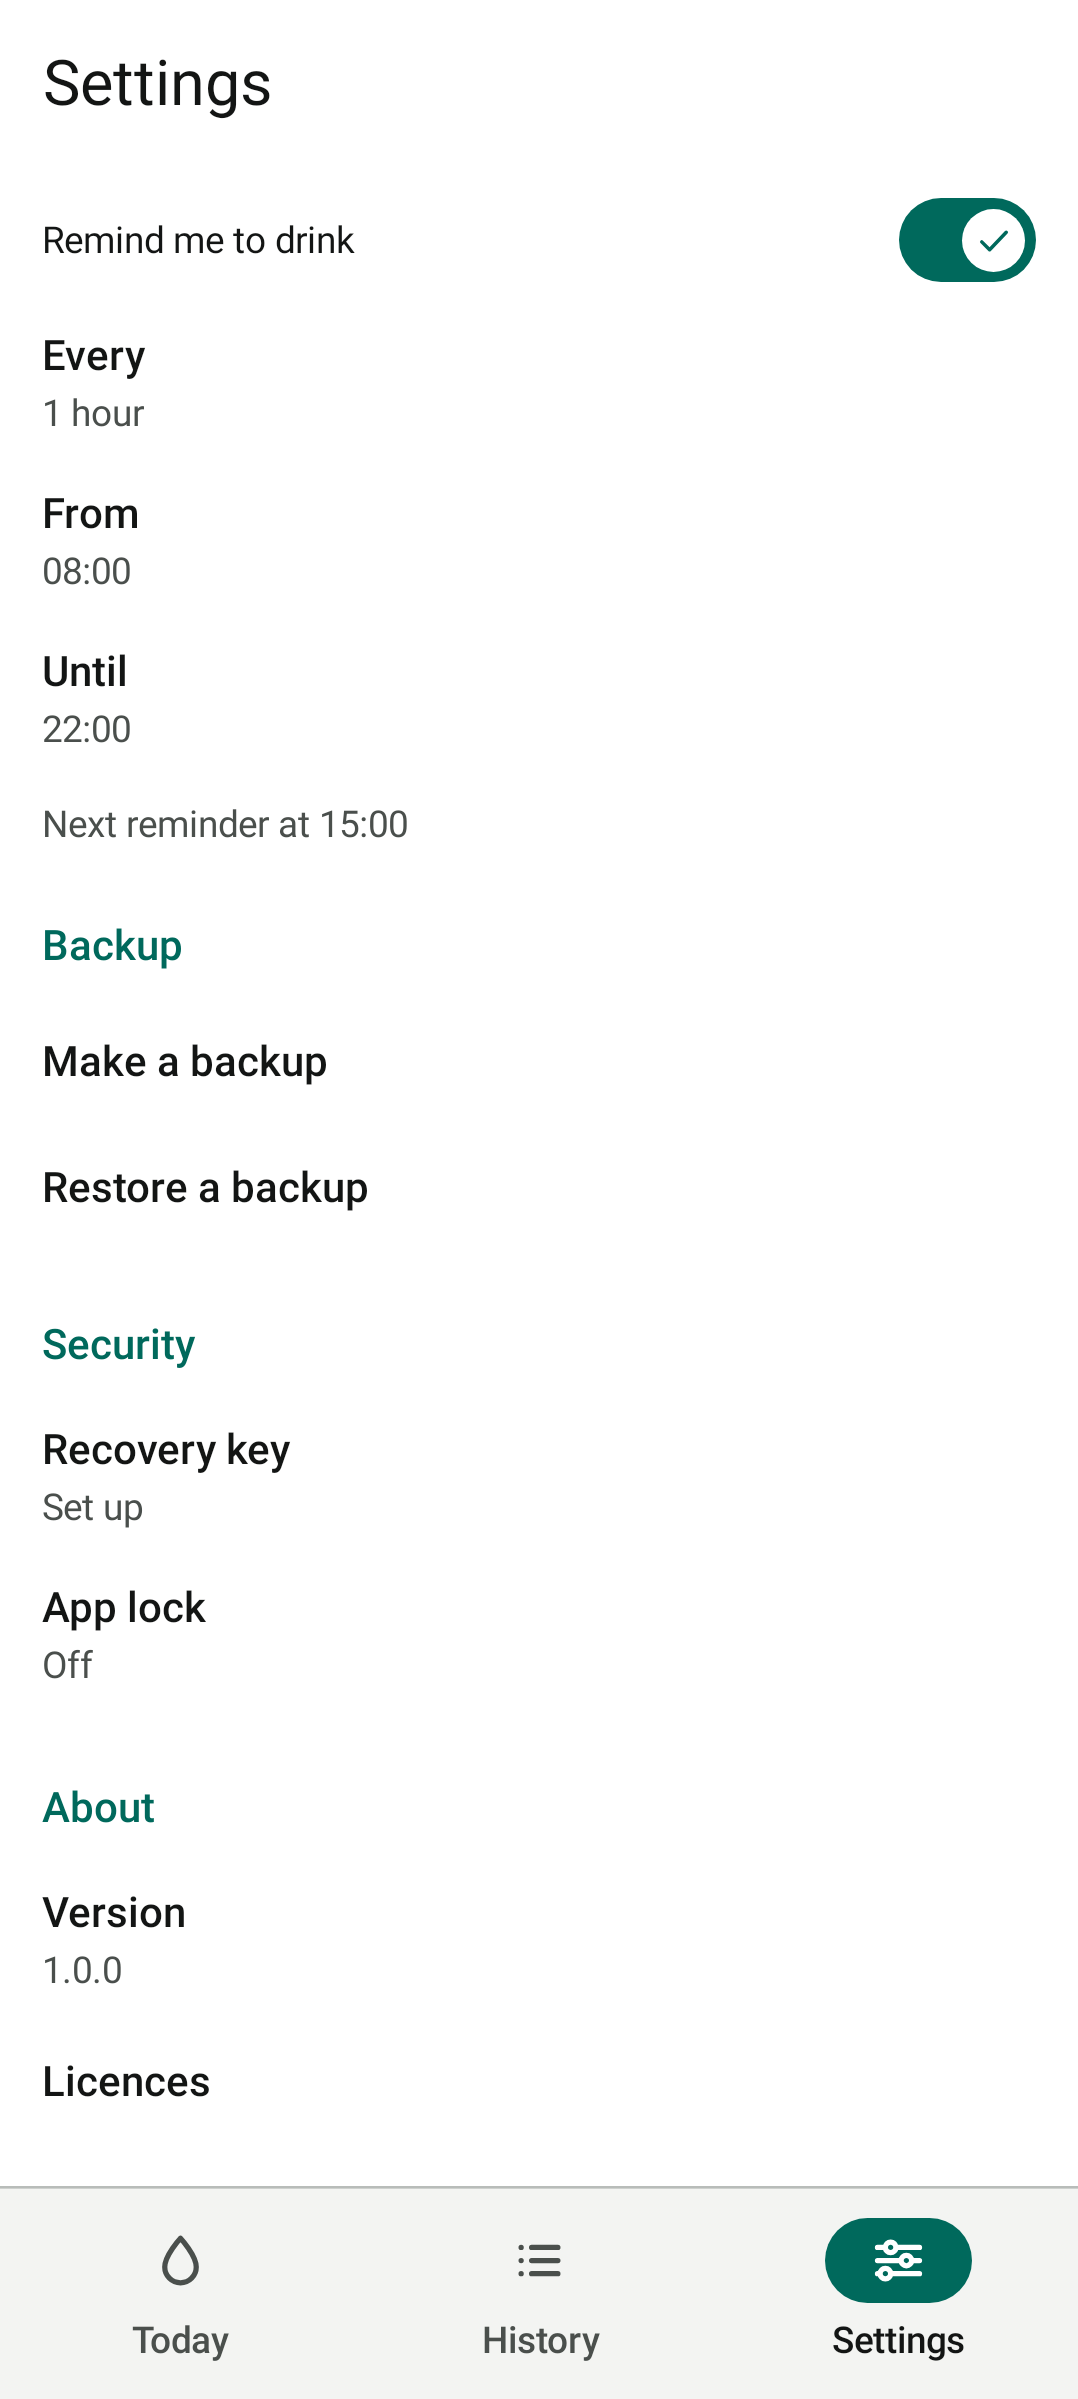 Settings
Remind me to drink
Every
1 hour
From
08:00
Until
22:00
Next reminder at 15:00
Backup
Make a backup
Restore a backup
Security
Recovery key
Set up
App lock
Off
About
Version
1.0.0
Licences
Today
History
Settings